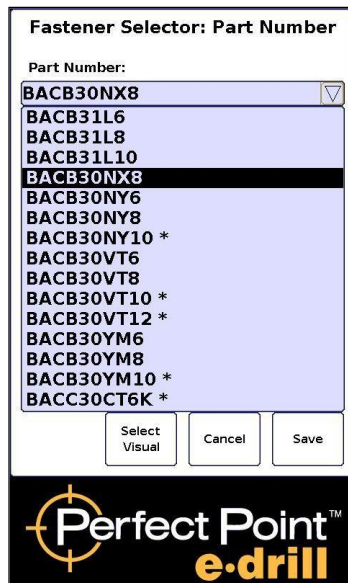 Fastener Selector: Part Number
Part Number:
BACB30NX8
BACB31L6
BACB31L8
BACB31L10
BACB30NX8
BACB30NY6
BACB30NY8
BACB30NY10 *
BACB30VT6
BACB30VT8
BACB30VT10 *
BACB30VT12 *
BACB30YM6
BACB30YM8
BACB30YM10 *
BACC30CT6K *
Select Visual
Cancel
Save
Perfect Point™
e·drill